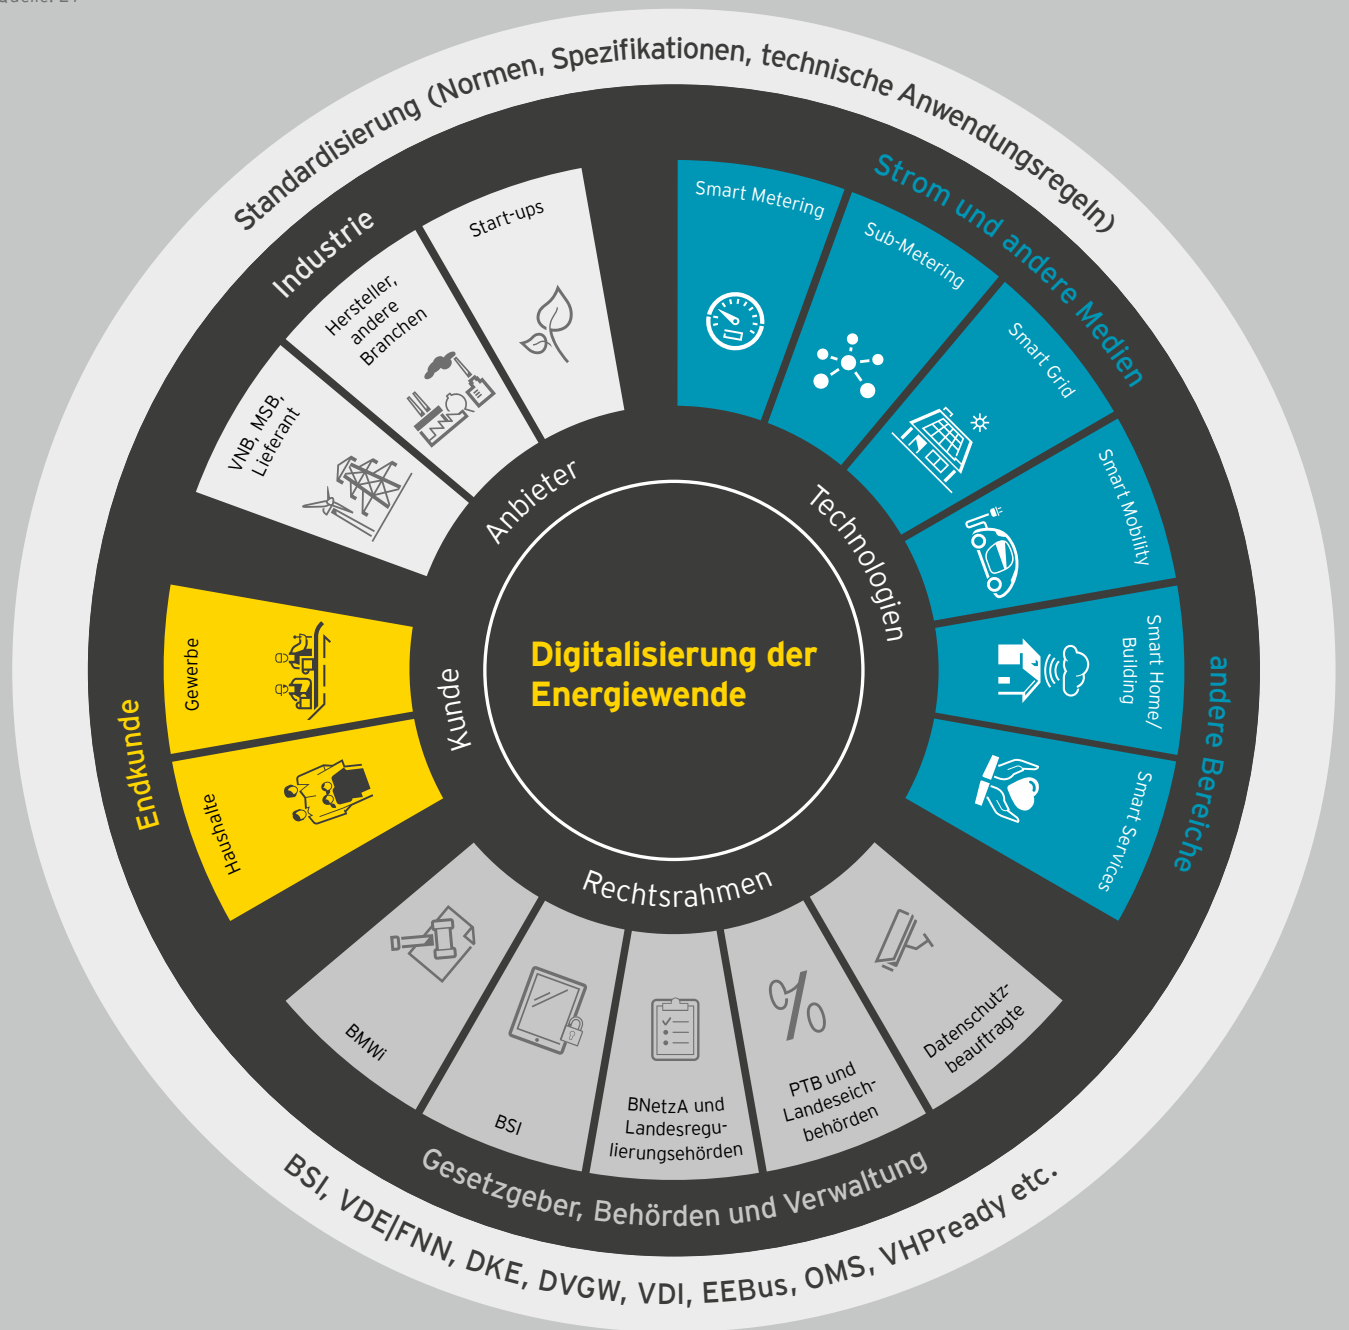 Standardisierung (Normen, Spezifikationen, technische Anwendungsregeln)
Industrie
Start-ups
Hersteller,
andere
Branchen
VNB, MSB,
Lieferant
Anbieter
Strom und andere Medien
Smart Metering
Sub-Metering
Smart Grid
Smart Mobility
Smart Home/
Building
Smart Services
andere Bereiche
Technologien
Digitalisierung der
Energiewende
Kunde
Endkunde
Gewerbe
Haushalte
Rechtsrahmen
BMWi
BSI
BNetzA und
Landesregu-
lierungsehörden
PTB und
Landeseich-
behörden
Datenschutz-
beauftragte
Gesetzgeber, Behörden und Verwaltung
BSI, VDE|FNN, DKE, DVGW, VDI, EEBus, OMS, VHPready etc.